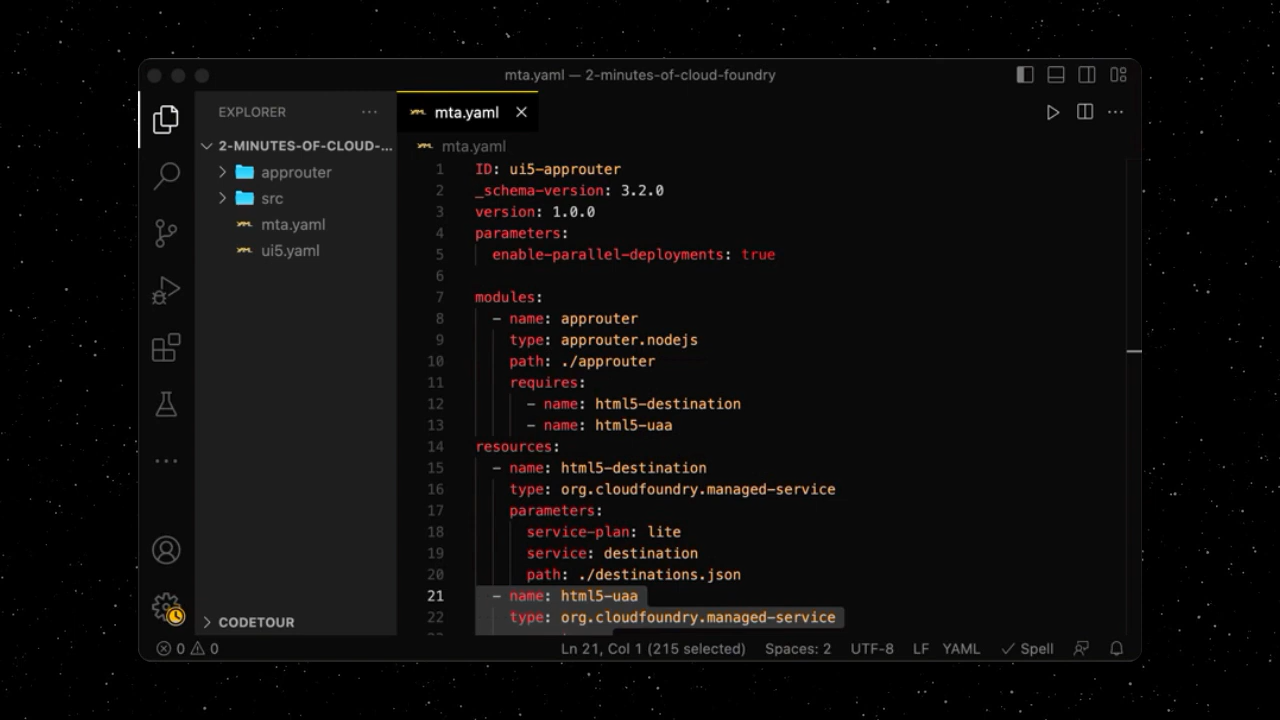 mta.yaml — 2-minutes-of-cloud-foundry
EXPLORER
2-MINUTES-OF-CLOUD-...
approuter
src
mta.yaml
ui5.yaml
CODETOUR
mta.yaml
mta.yaml
1 ID: ui5-approuter
2 _schema-version: 3.2.0
3 version: 1.0.0
4 parameters:
5 enable-parallel-deployments: true
6
7 modules:
8 - name: approuter
9 type: approuter.nodejs
10 path: ./approuter
11 requires:
12 - name: html5-destination
13 - name: html5-uaa
14 resources:
15 - name: html5-destination
16 type: org.cloudfoundry.managed-service
17 parameters:
18 service-plan: lite
19 service: destination
20 path: ./destinations.json
21 - name: html5-uaa
22 type: org.cloudfoundry.managed-service
0 0 Ln 21, Col 1 (215 selected) Spaces: 2 UTF-8 LF YAML Spell